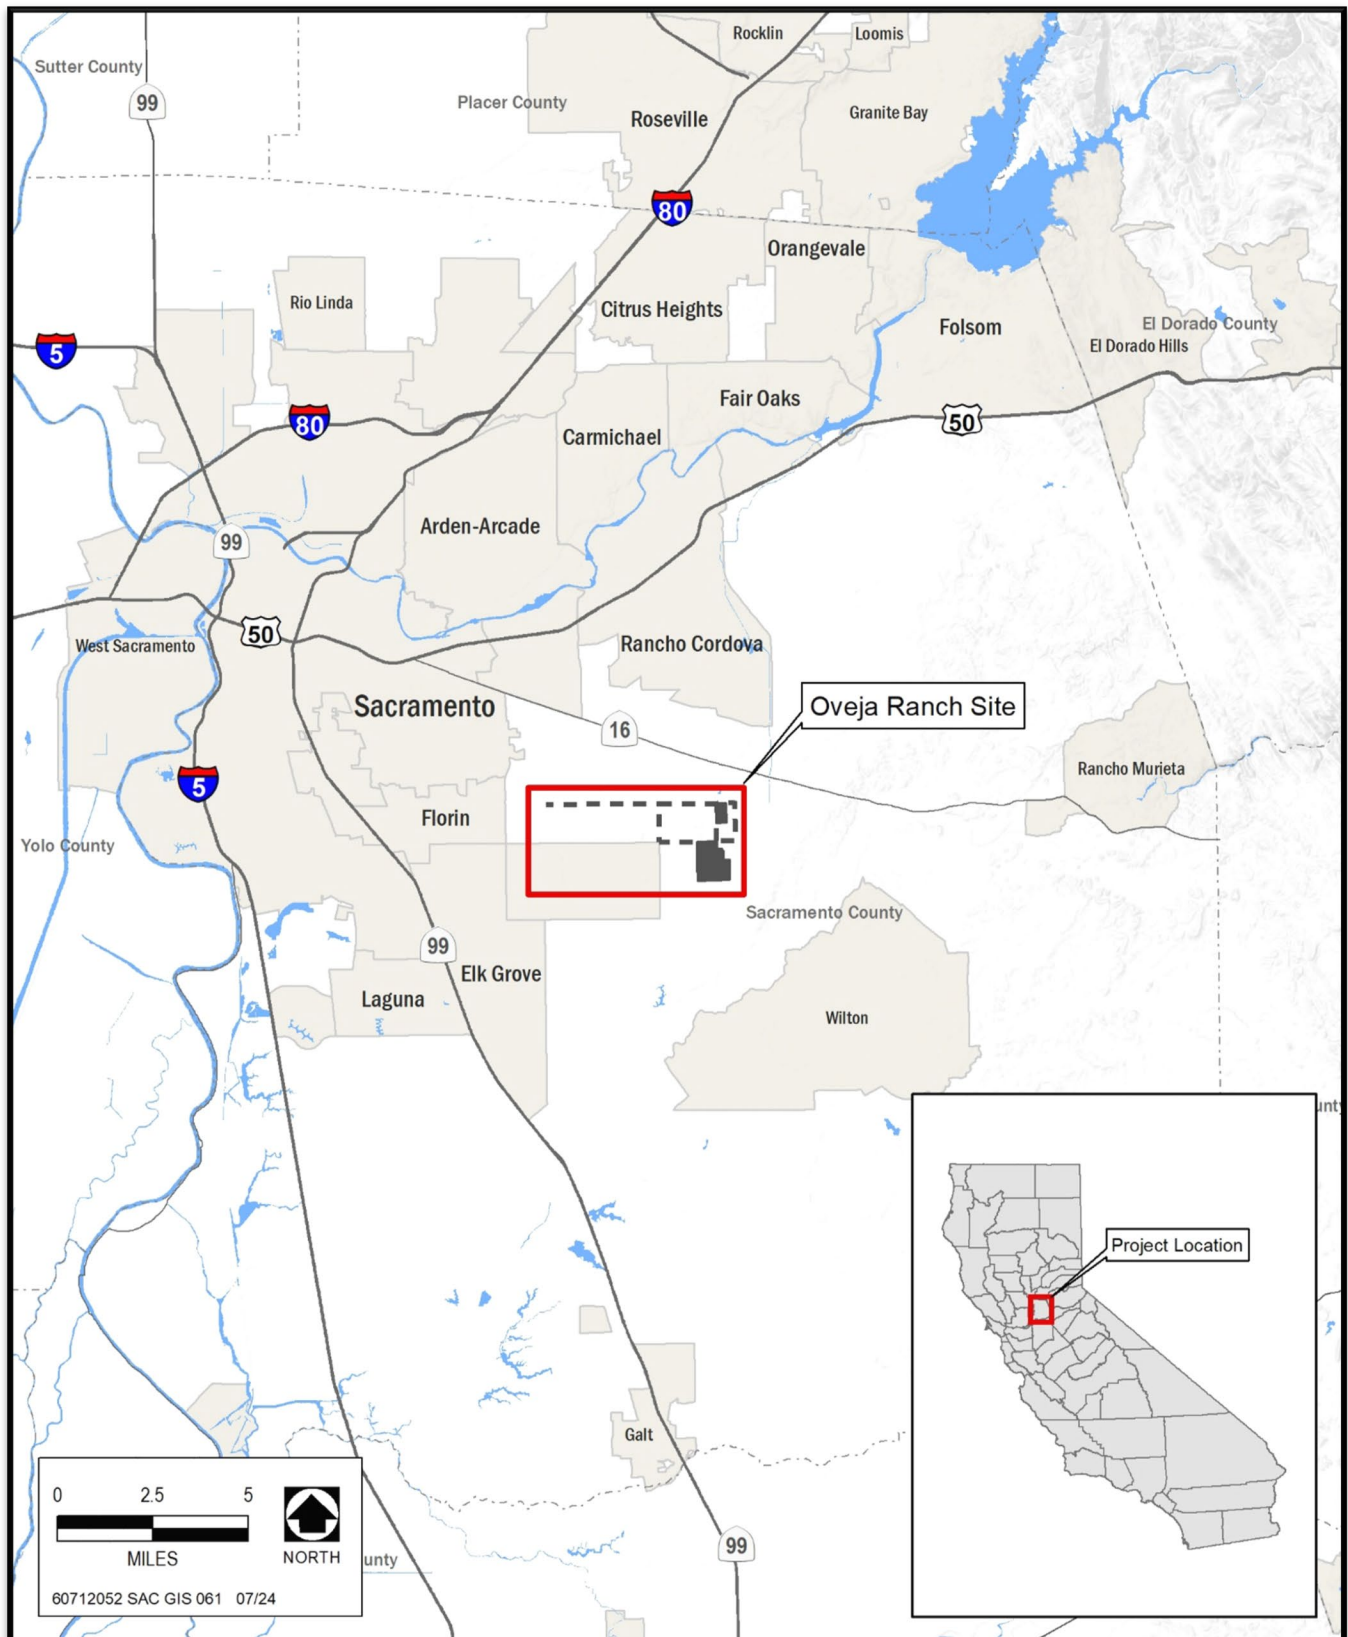 Rocklin
Loomis
Sutter County
99
Placer County
Roseville
Granite Bay
80
Orangevale
Rio Linda
Citrus Heights
Folsom
El Dorado County
El Dorado Hills
5
Fair Oaks
80
50
Carmichael
Arden-Arcade
99
50
West Sacramento
Rancho Cordova
Sacramento
Oveja Ranch Site
16
Rancho Murieta
5
Florin
Yolo County
Sacramento County
99
Elk Grove
Laguna
Wilton
Project Location
Galt
0 2.5 5
MILES
NORTH
60712052 SAC GIS 061 07/24
99